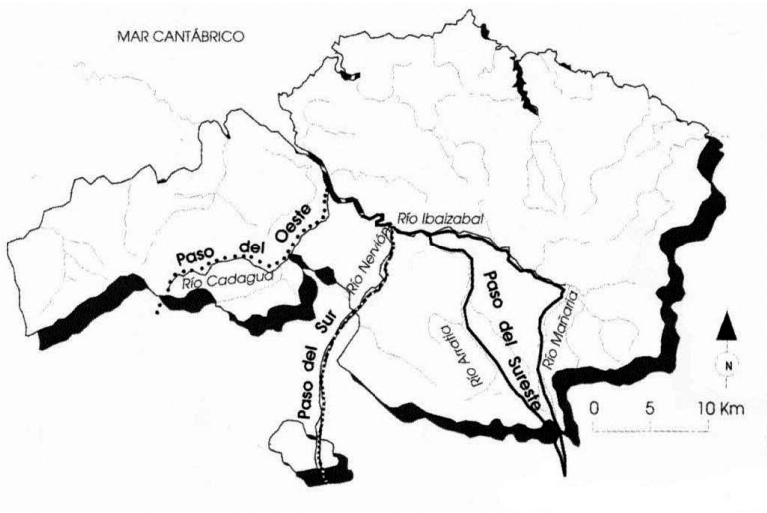 MAR CANTÁBRICO
Río Ibaizabal
Paso del Oeste
Río Nervión
Río Cadagua
Paso del Sur
Paso del Sureste
Río Arratia
Río Mañaria
N
0 5 10 Km